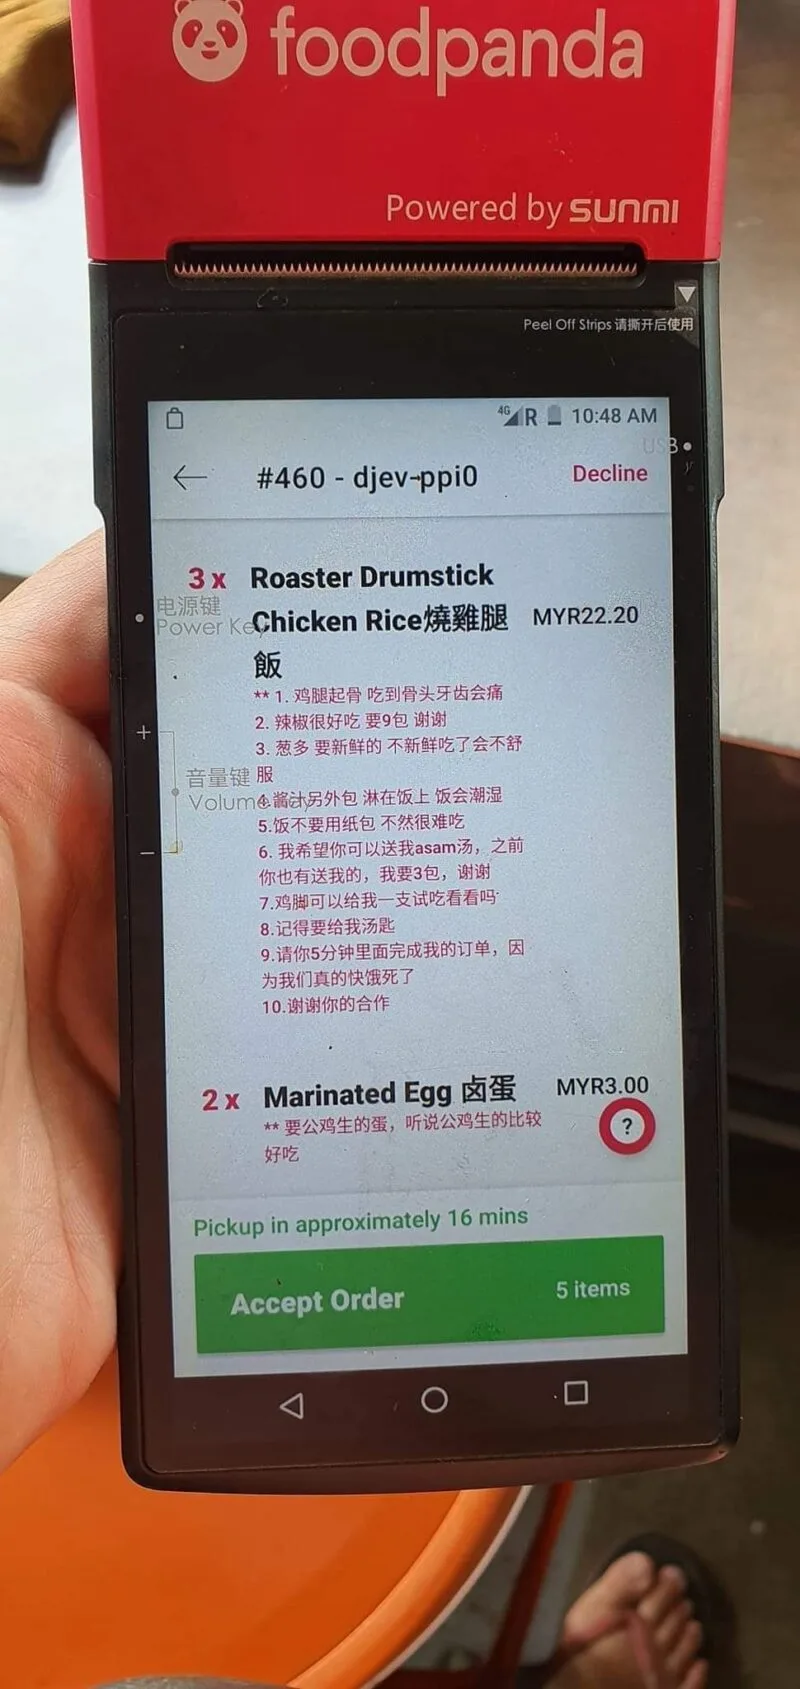 foodpanda
Powered by SUNMI
Peel Off Strips 请撕开后使用
4G R 10:48 AM
USB
#460 - djev-ppi0
Decline
3 x Roaster Drumstick
Chicken Rice燒雞腿 MYR22.20
飯
电源键
Power Key
** 1. 鸡腿起骨 吃到骨头牙齿会痛
2. 辣椒很好吃 要9包 谢谢
3. 葱多 要新鲜的 不新鲜吃了会不舒
服
音量键
Volume Key
4.酱汁另外包 淋在饭上 饭会潮湿
5.饭不要用纸包 不然很难吃
6. 我希望你可以送我asam汤，之前
你也有送我的，我要3包，谢谢
7.鸡脚可以给我一支试吃看看吗
8.记得要给我汤匙
9.请你5分钟里面完成我的订单，因
为我们真的快饿死了
10.谢谢你的合作
2 x Marinated Egg 卤蛋 MYR3.00
** 要公鸡生的蛋，听说公鸡生的比较
好吃
?
Pickup in approximately 16 mins
Accept Order 5 items